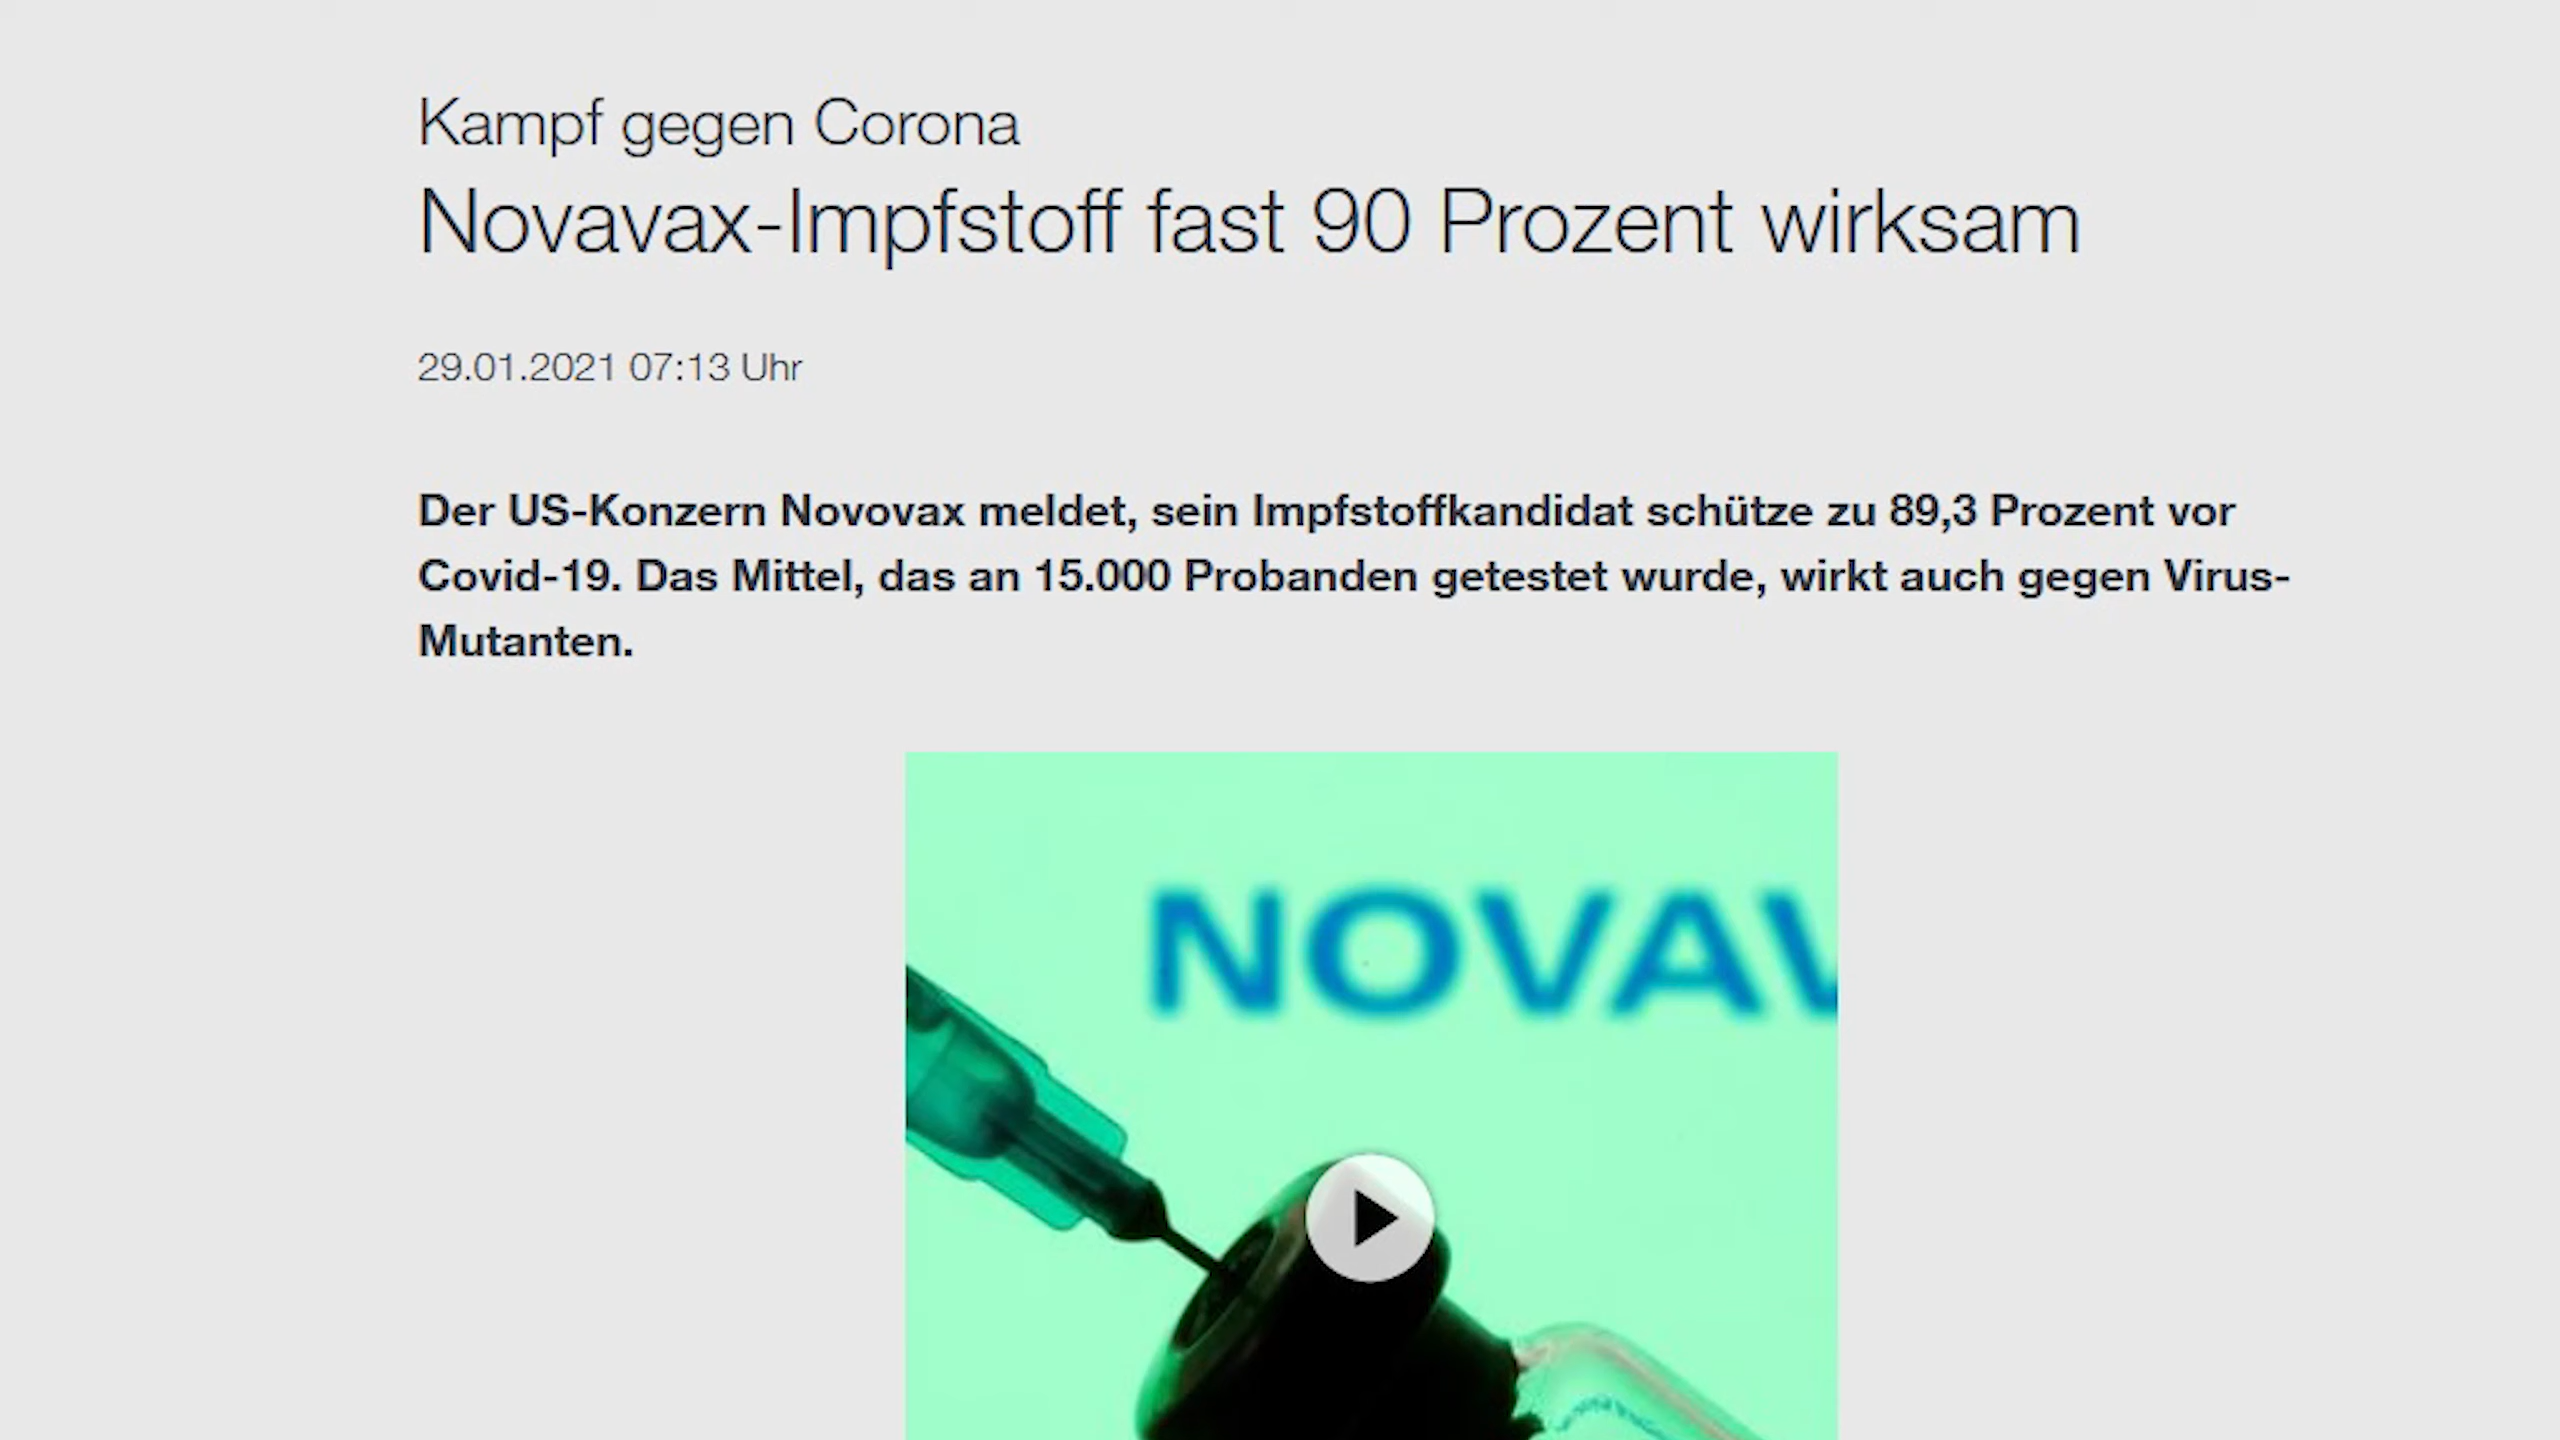 Kampf gegen Corona
Novavax-Impfstoff fast 90 Prozent wirksam
29.01.2021 07:13 Uhr
Der US-Konzern Novovax meldet, sein Impfstoffkandidat schütze zu 89,3 Prozent vor
Covid-19. Das Mittel, das an 15.000 Probanden getestet wurde, wirkt auch gegen Virus-
Mutanten.
NOVAV